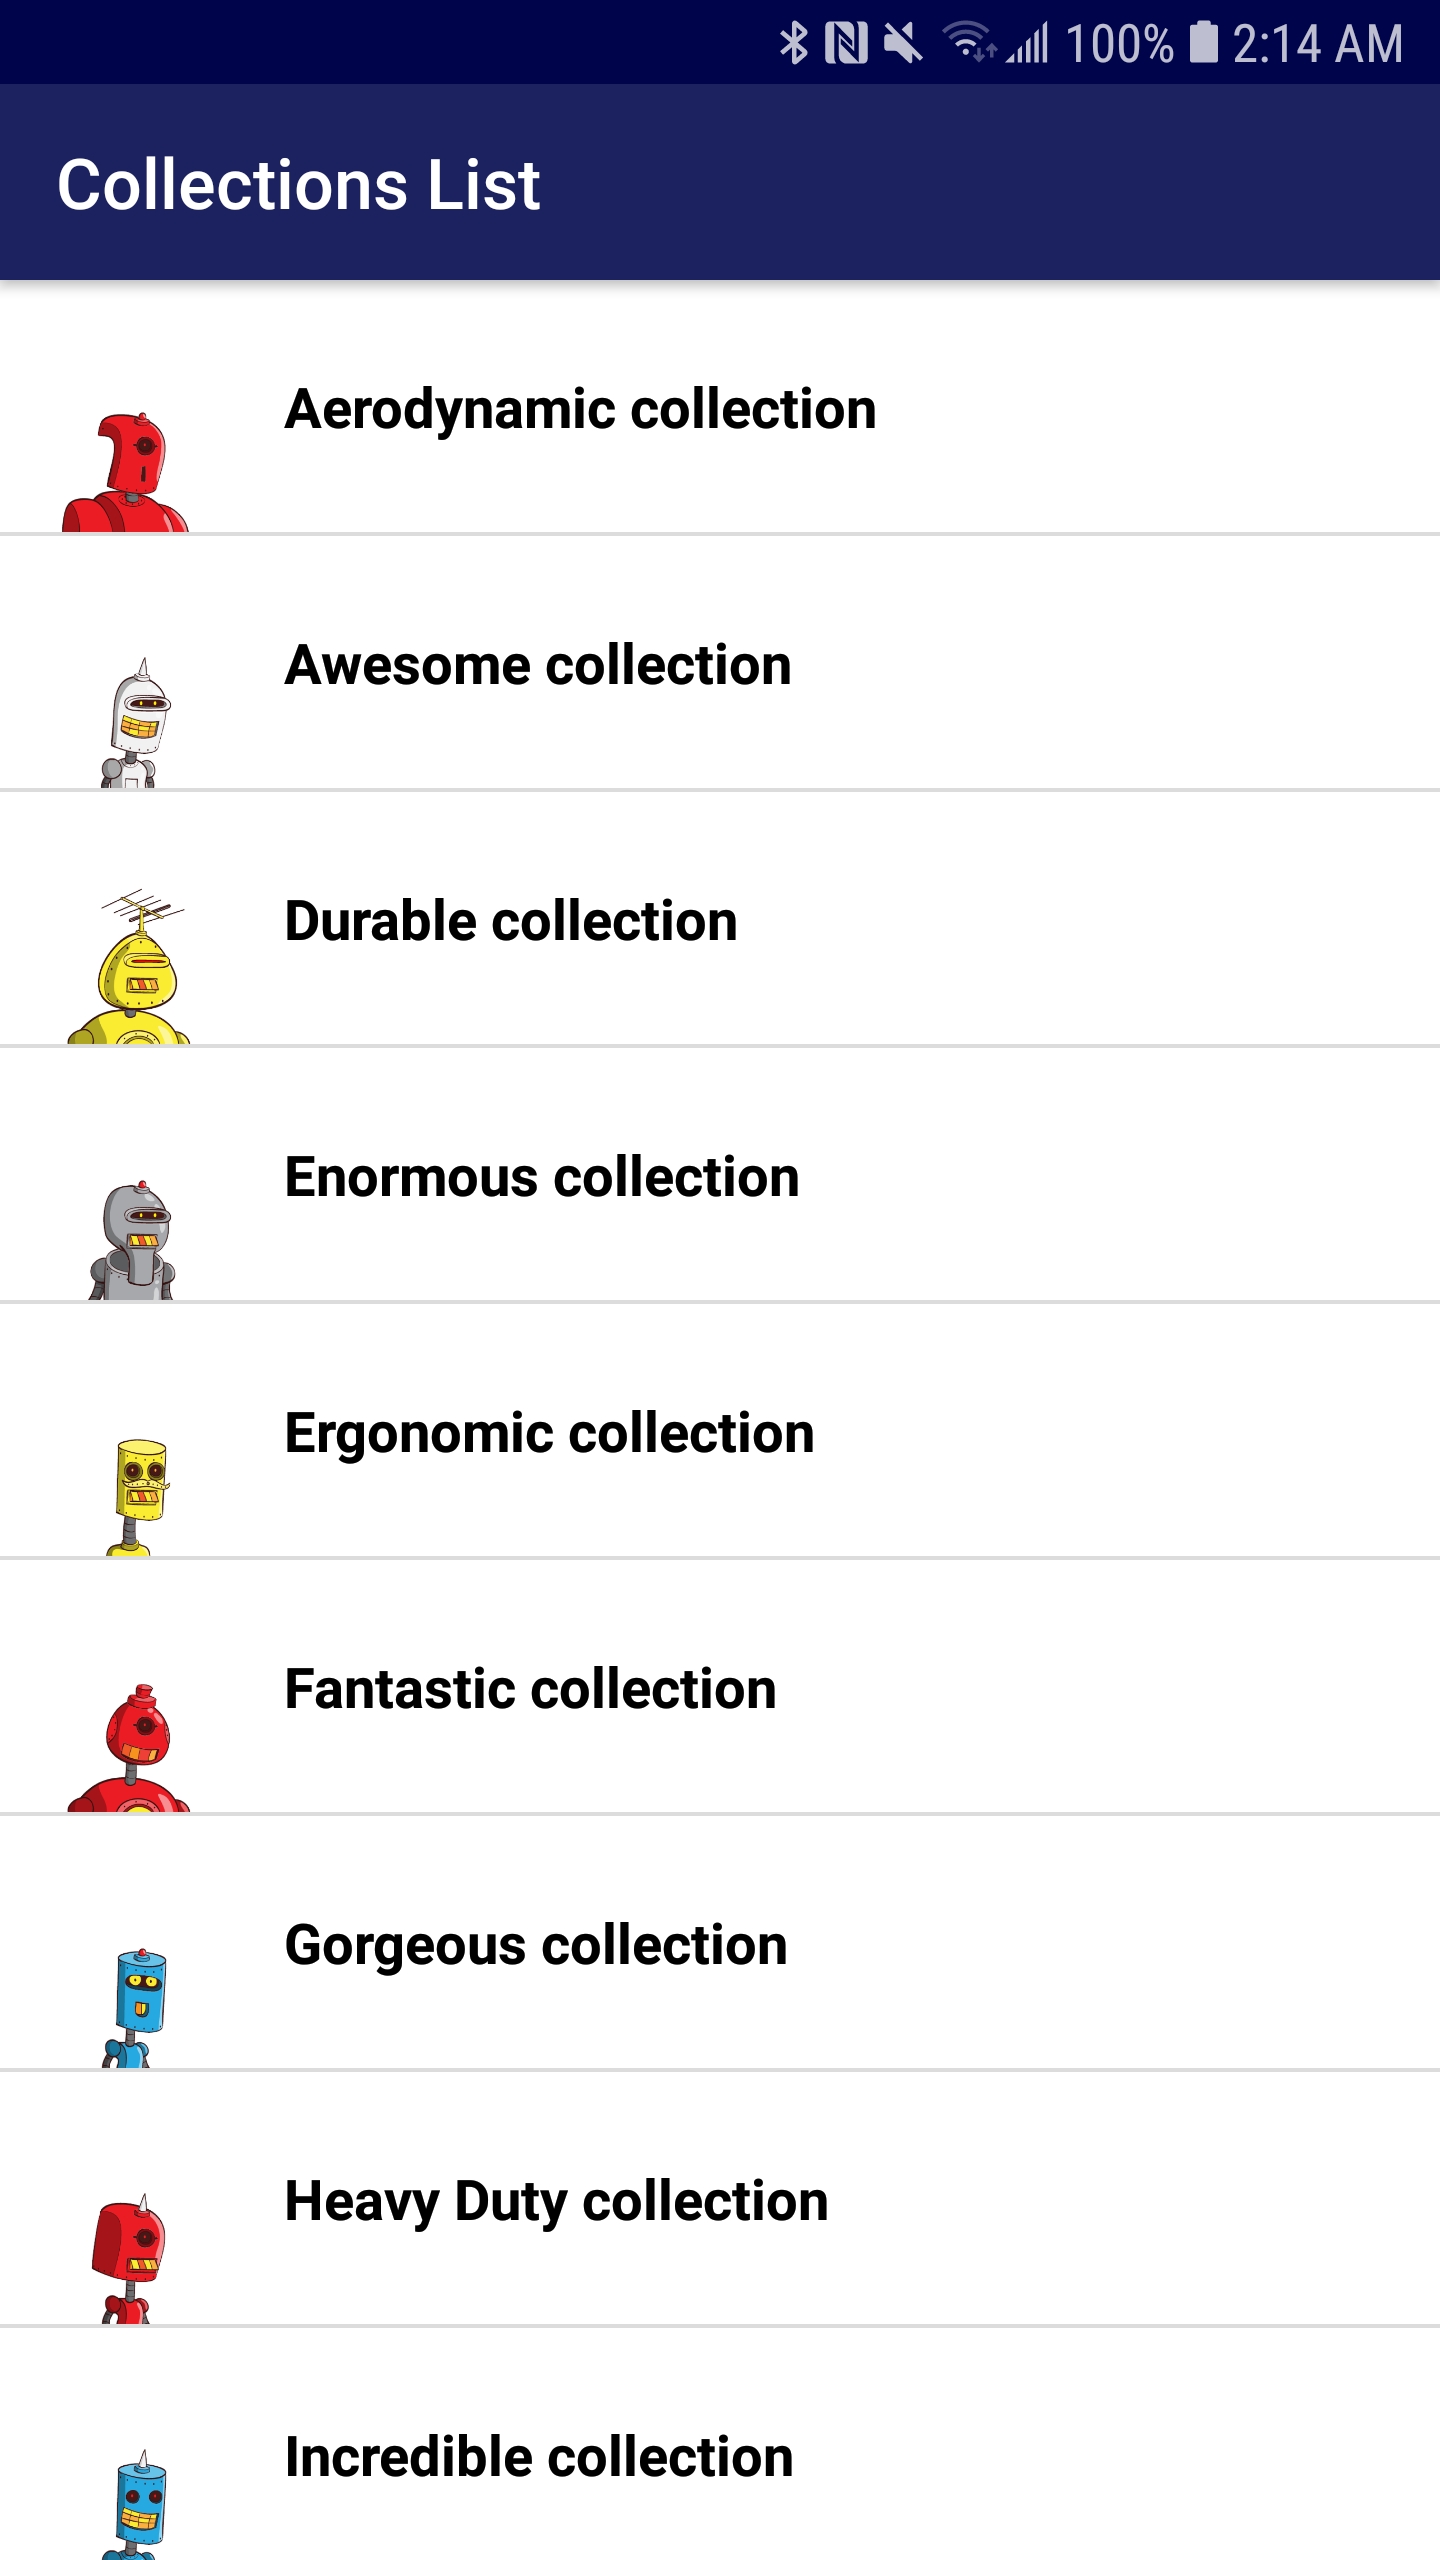 100% 2:14 AM
Collections List
Aerodynamic collection
Awesome collection
Durable collection
Enormous collection
Ergonomic collection
Fantastic collection
Gorgeous collection
Heavy Duty collection
Incredible collection